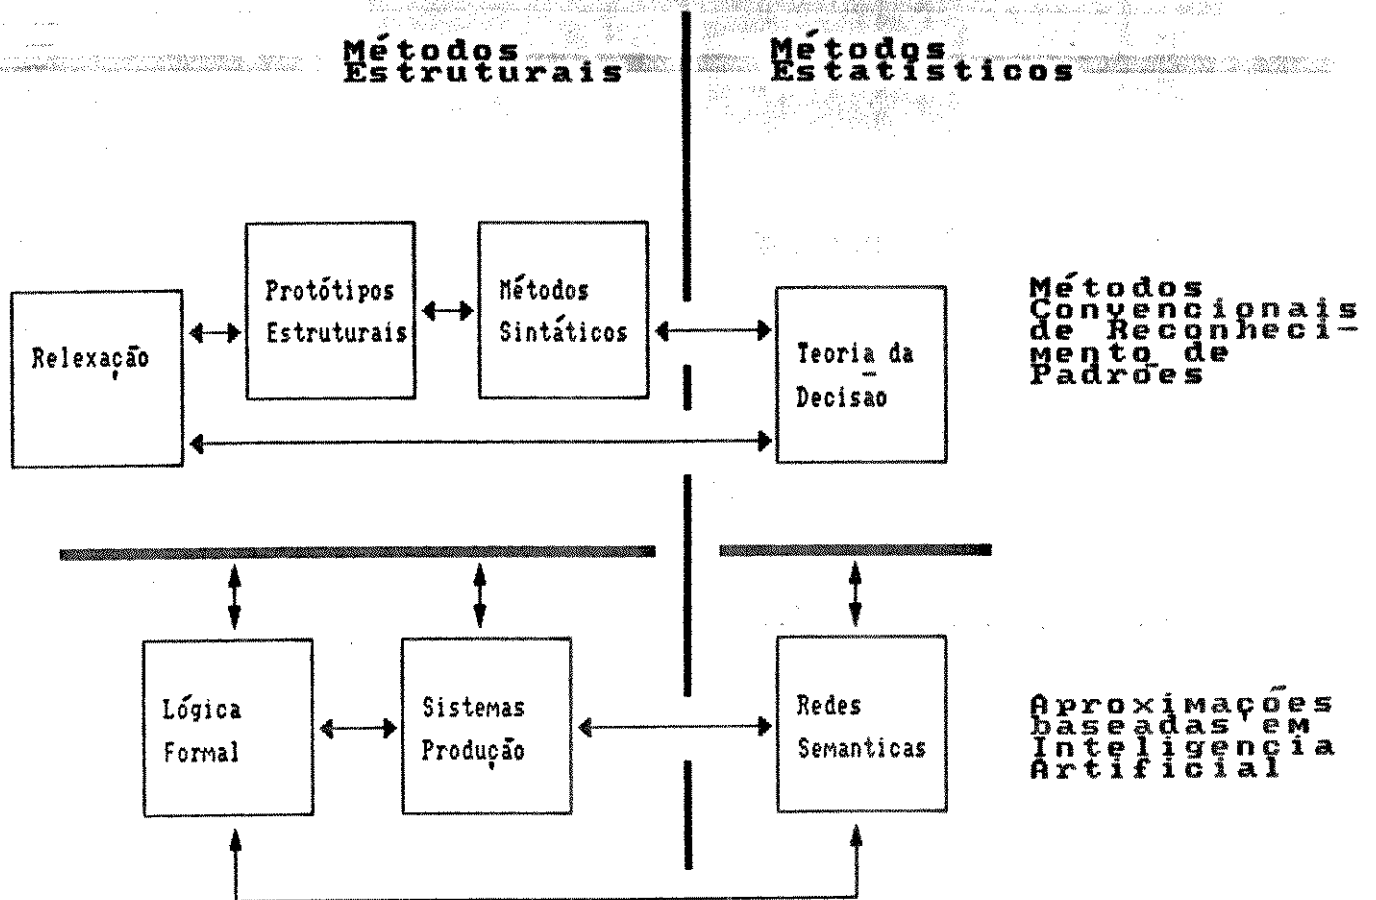 Métodos
Estruturais
Métodos
Estatísticos
Protótipos
Estruturais
Métodos
Sintáticos
Relexação
Teoria da
Decisão
Métodos
Convencionais
de Reconheci-
mento de
Padrões
Lógica
Formal
Sistemas
Produção
Redes
Semanticas
Aproximações
baseadas em
Inteligencia
Artificial